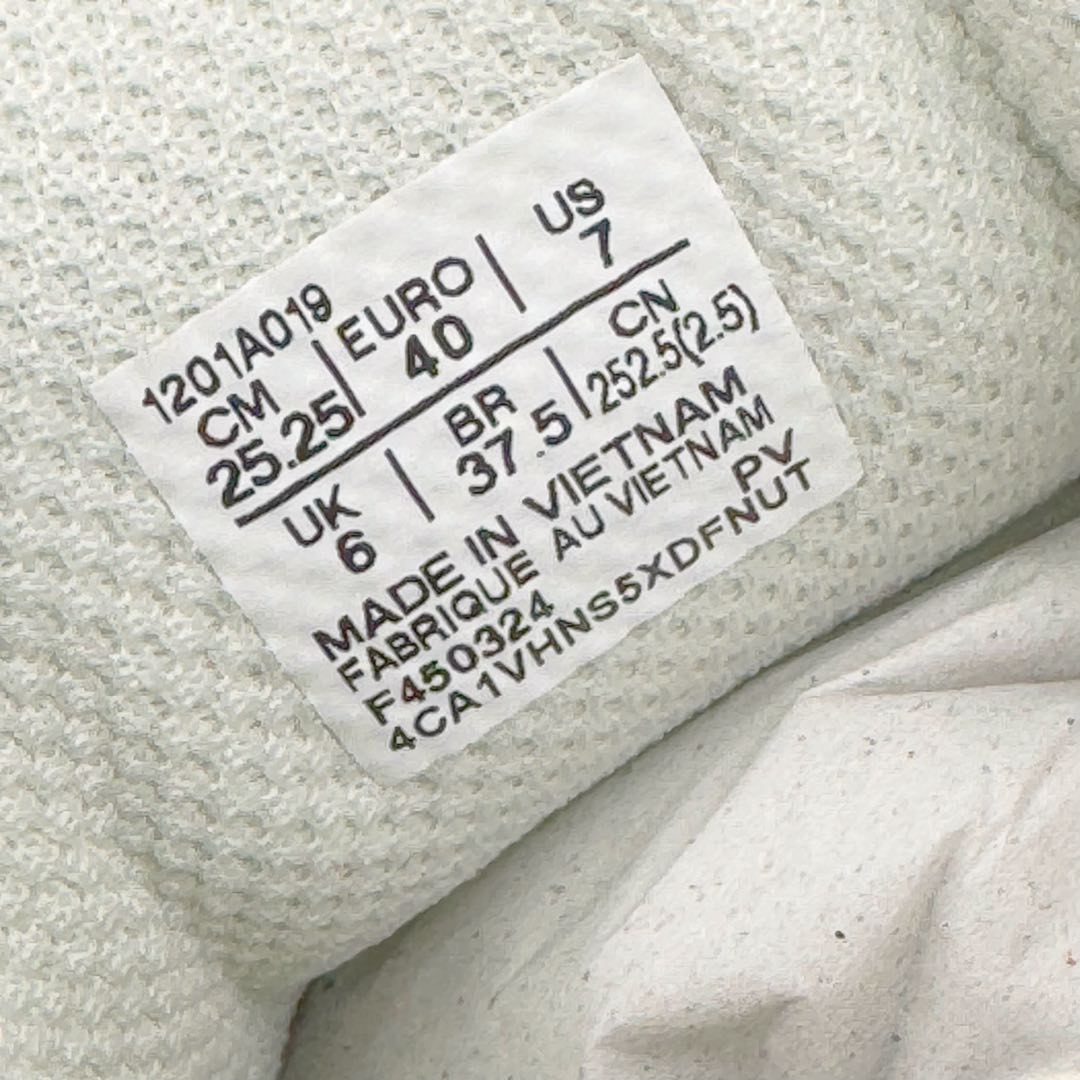 1201A019
CM | EURO | US
25.25 | 40 | 7
UK | BR | CN
6 | 37.5 | 252.5(2.5)
MADE IN VIETNAM
FABRIQUE AU VIETNAM
F450324 PV
4CA1VHNS5XDFNUT